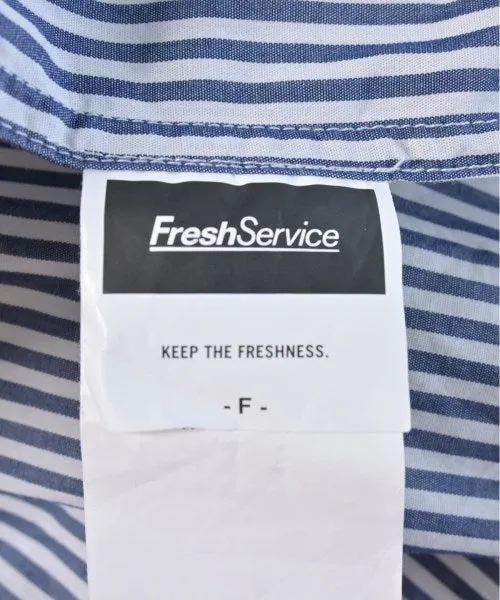 FreshService
KEEP THE FRESHNESS.
- F -